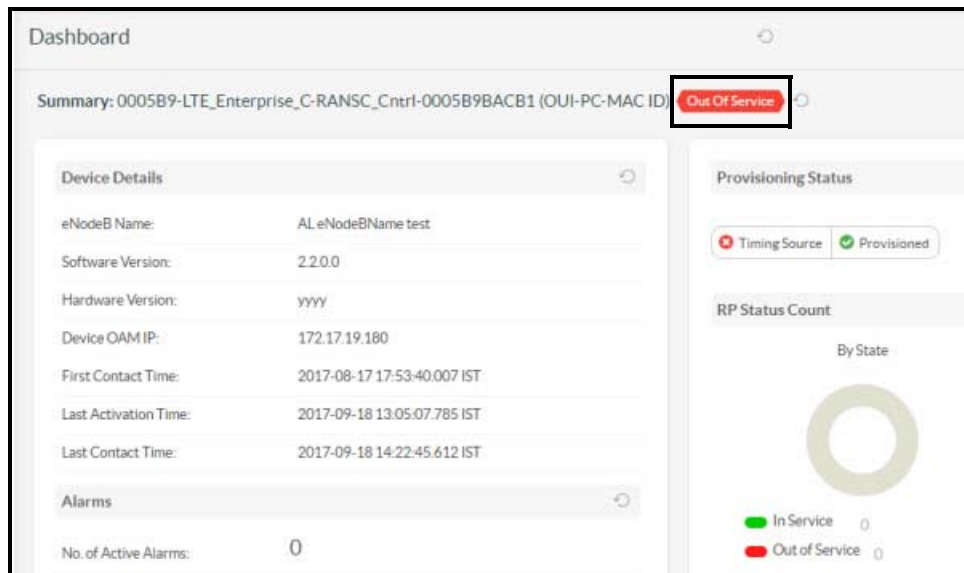 Dashboard
Summary: 0005B9-LTE_Enterprise_C-RANSC_Cntrl-0005B9BACB1 (OUI-PC-MAC ID) Out Of Service
Device Details
eNodeB Name: AL eNodeBName test
Software Version: 2.2.0.0
Hardware Version: yyyy
Device OAM IP: 172.17.19.180
First Contact Time: 2017-08-17 17:53:40.007 IST
Last Activation Time: 2017-09-18 13:05:07.785 IST
Last Contact Time: 2017-09-18 14:22:45.612 IST
Alarms
No. of Active Alarms: 0
Provisioning Status
Timing Source Provisioned
RP Status Count
By State
In Service 0
Out of Service 0